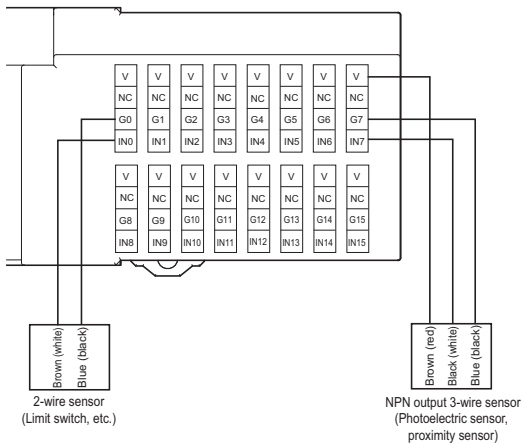 V V V V V V V V
NC NC NC NC NC NC NC NC
G0 G1 G2 G3 G4 G5 G6 G7
IN0 IN1 IN2 IN3 IN4 IN5 IN6 IN7
V V V V V V V V
NC NC NC NC NC NC NC NC
G8 G9 G10 G11 G12 G13 G14 G15
IN8 IN9 IN10 IN11 IN12 IN13 IN14 IN15
Brown (white)
Blue (black)
2-wire sensor
(Limit switch, etc.)
Brown (red)
Black (white)
Blue (black)
NPN output 3-wire sensor
(Photoelectric sensor,
proximity sensor)